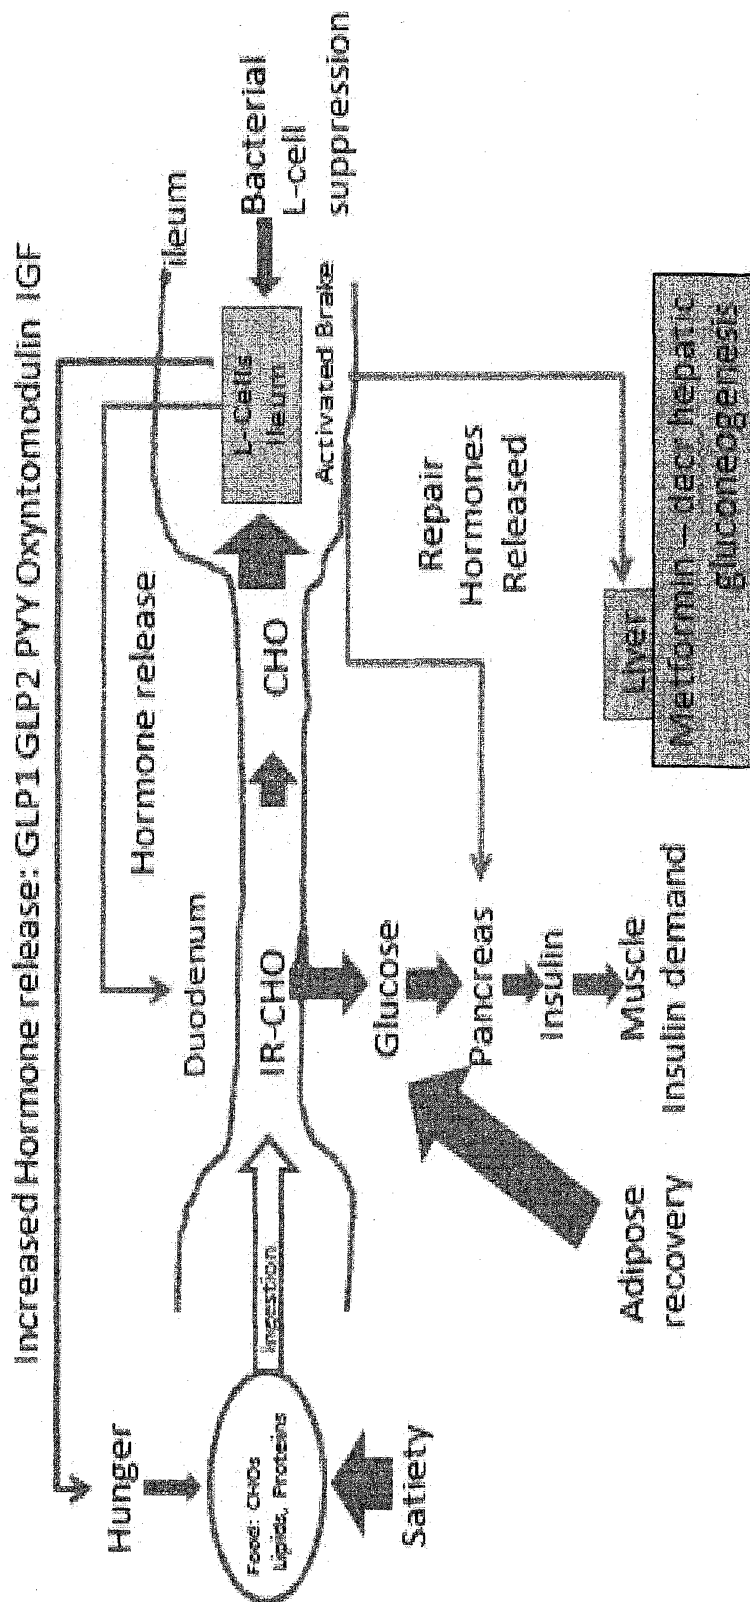 Increased Hormone release: GLP1 GLP2 PYY Oxyntomodulin IGF
Hunger
Food: CHOs
Lipids, Proteins
Satiety
Ingestion
Duodenum
Hormone release
IR-CHO
CHO
ileum
L-Cells
Ileum
Activated Brake
Bacterial
L-cell
suppression
Glucose
Pancreas
Insulin
Muscle
Insulin demand
Adipose
recovery
Repair
Hormones
Released
Liver
Metformin – decr hepatic
gluconeogenesis